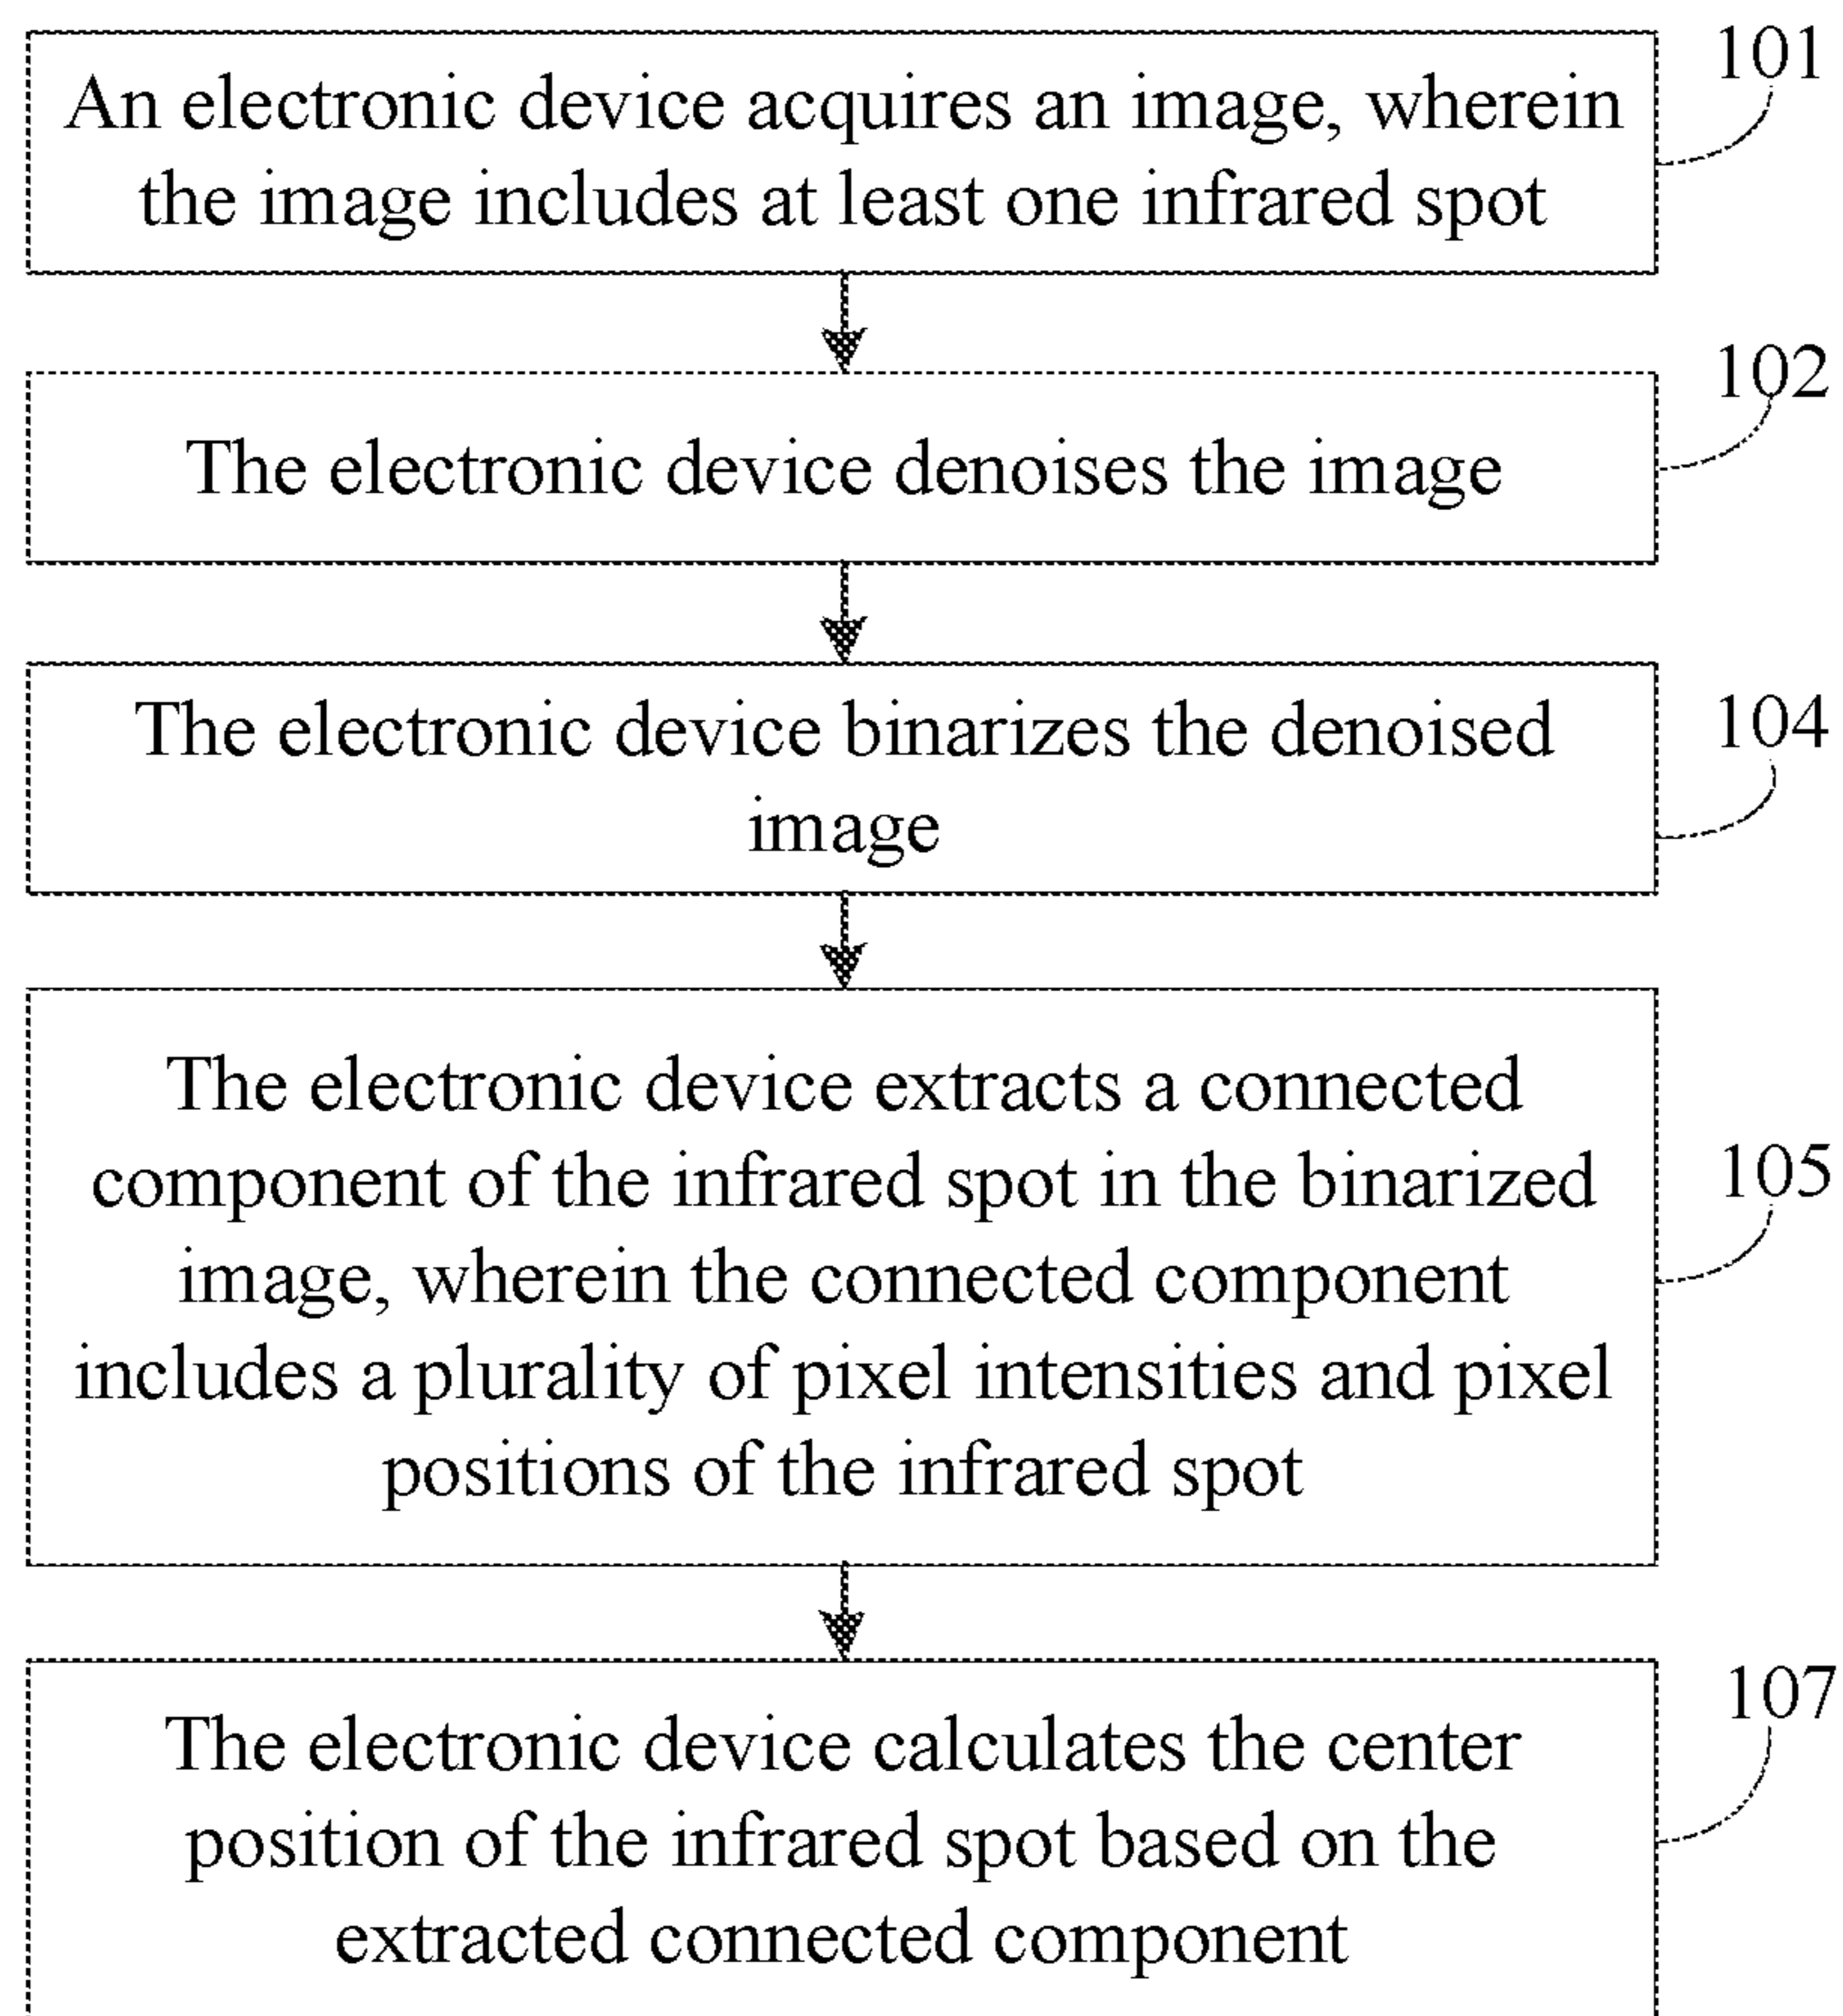 101
An electronic device acquires an image, wherein
the image includes at least one infrared spot
102
The electronic device denoises the image
104
The electronic device binarizes the denoised
image
The electronic device extracts a connected
component of the infrared spot in the binarized
105
image, wherein the connected component
includes a plurality of pixel intensities and pixel
positions of the infrared spot
107
The electronic device calculates the center
position of the infrared spot based on the
extracted connected component